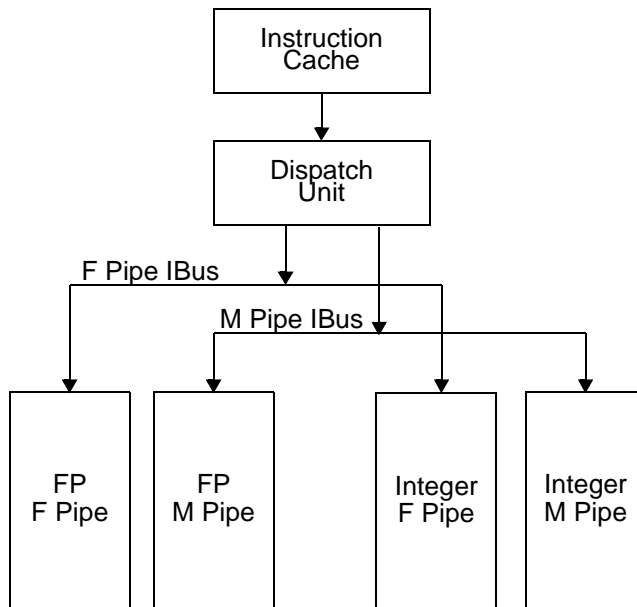 Instruction
Cache
Dispatch
Unit
F Pipe IBus
M Pipe IBus
FP
F Pipe
FP
M Pipe
Integer
F Pipe
Integer
M Pipe